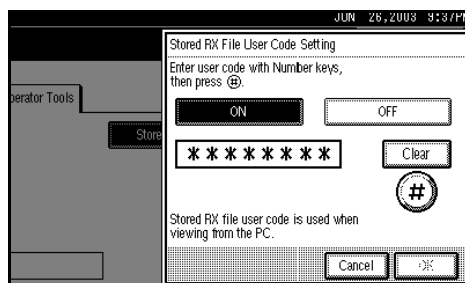 JUN 26,2003 9:37PM
Stored RX File User Code Setting
Enter user code with Number keys,
then press (#).
perator Tools
ON
OFF
Store
********
Clear
#
Stored RX file user code is used when
viewing from the PC.
Cancel
OK